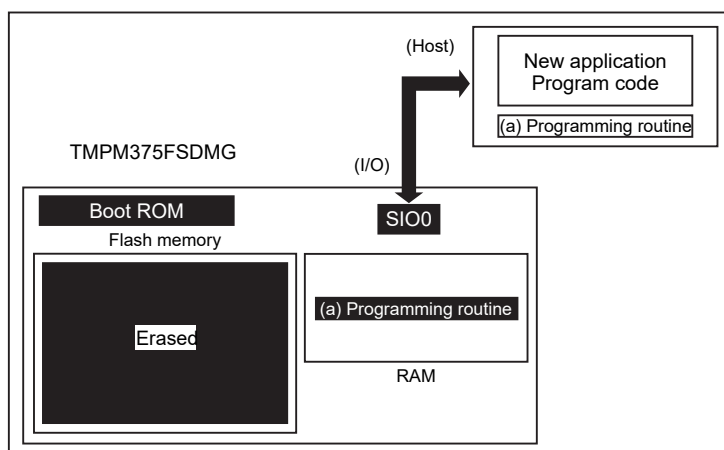 (Host)
New application
Program code
(a) Programming routine
TMPM375FSDMG
(I/O)
Boot ROM
SIO0
Flash memory
(a) Programming routine
Erased
RAM